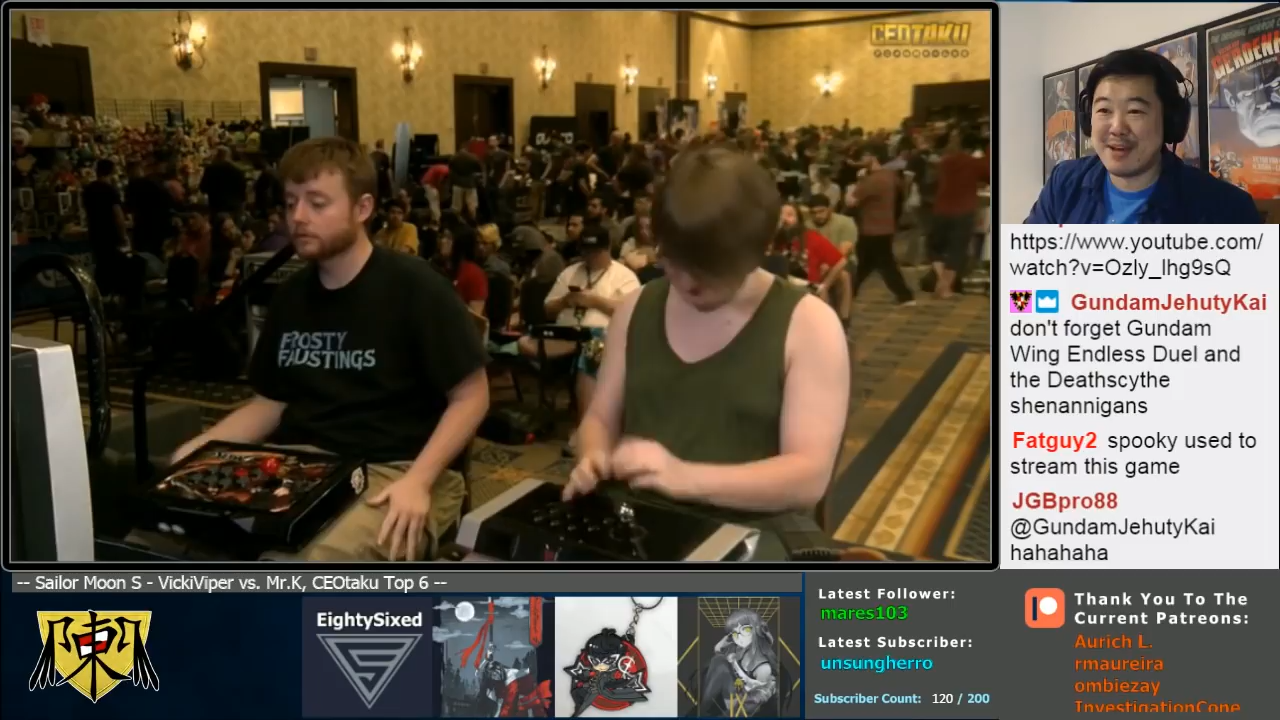 EXIT
CEOTAKU
FROSTY
FAUSTINGS
https://www.youtube.com/
watch?v=Ozly_lhg9sQ
GundamJehutyKai
don't forget Gundam
Wing Endless Duel and
the Deathscythe
shenannigans
Fatguy2 spooky used to
stream this game
JGBpro88
@GundamJehutyKai
hahahaha
-- Sailor Moon S - VickiViper vs. Mr.K, CEOtaku Top 6 --
EightySixed
Latest Follower:
mares103
Latest Subscriber:
unsungherro
Subscriber Count: 120 / 200
Thank You To The
Current Patreons:
Aurich L.
rmaureira
ombiezay
InvestigationCone